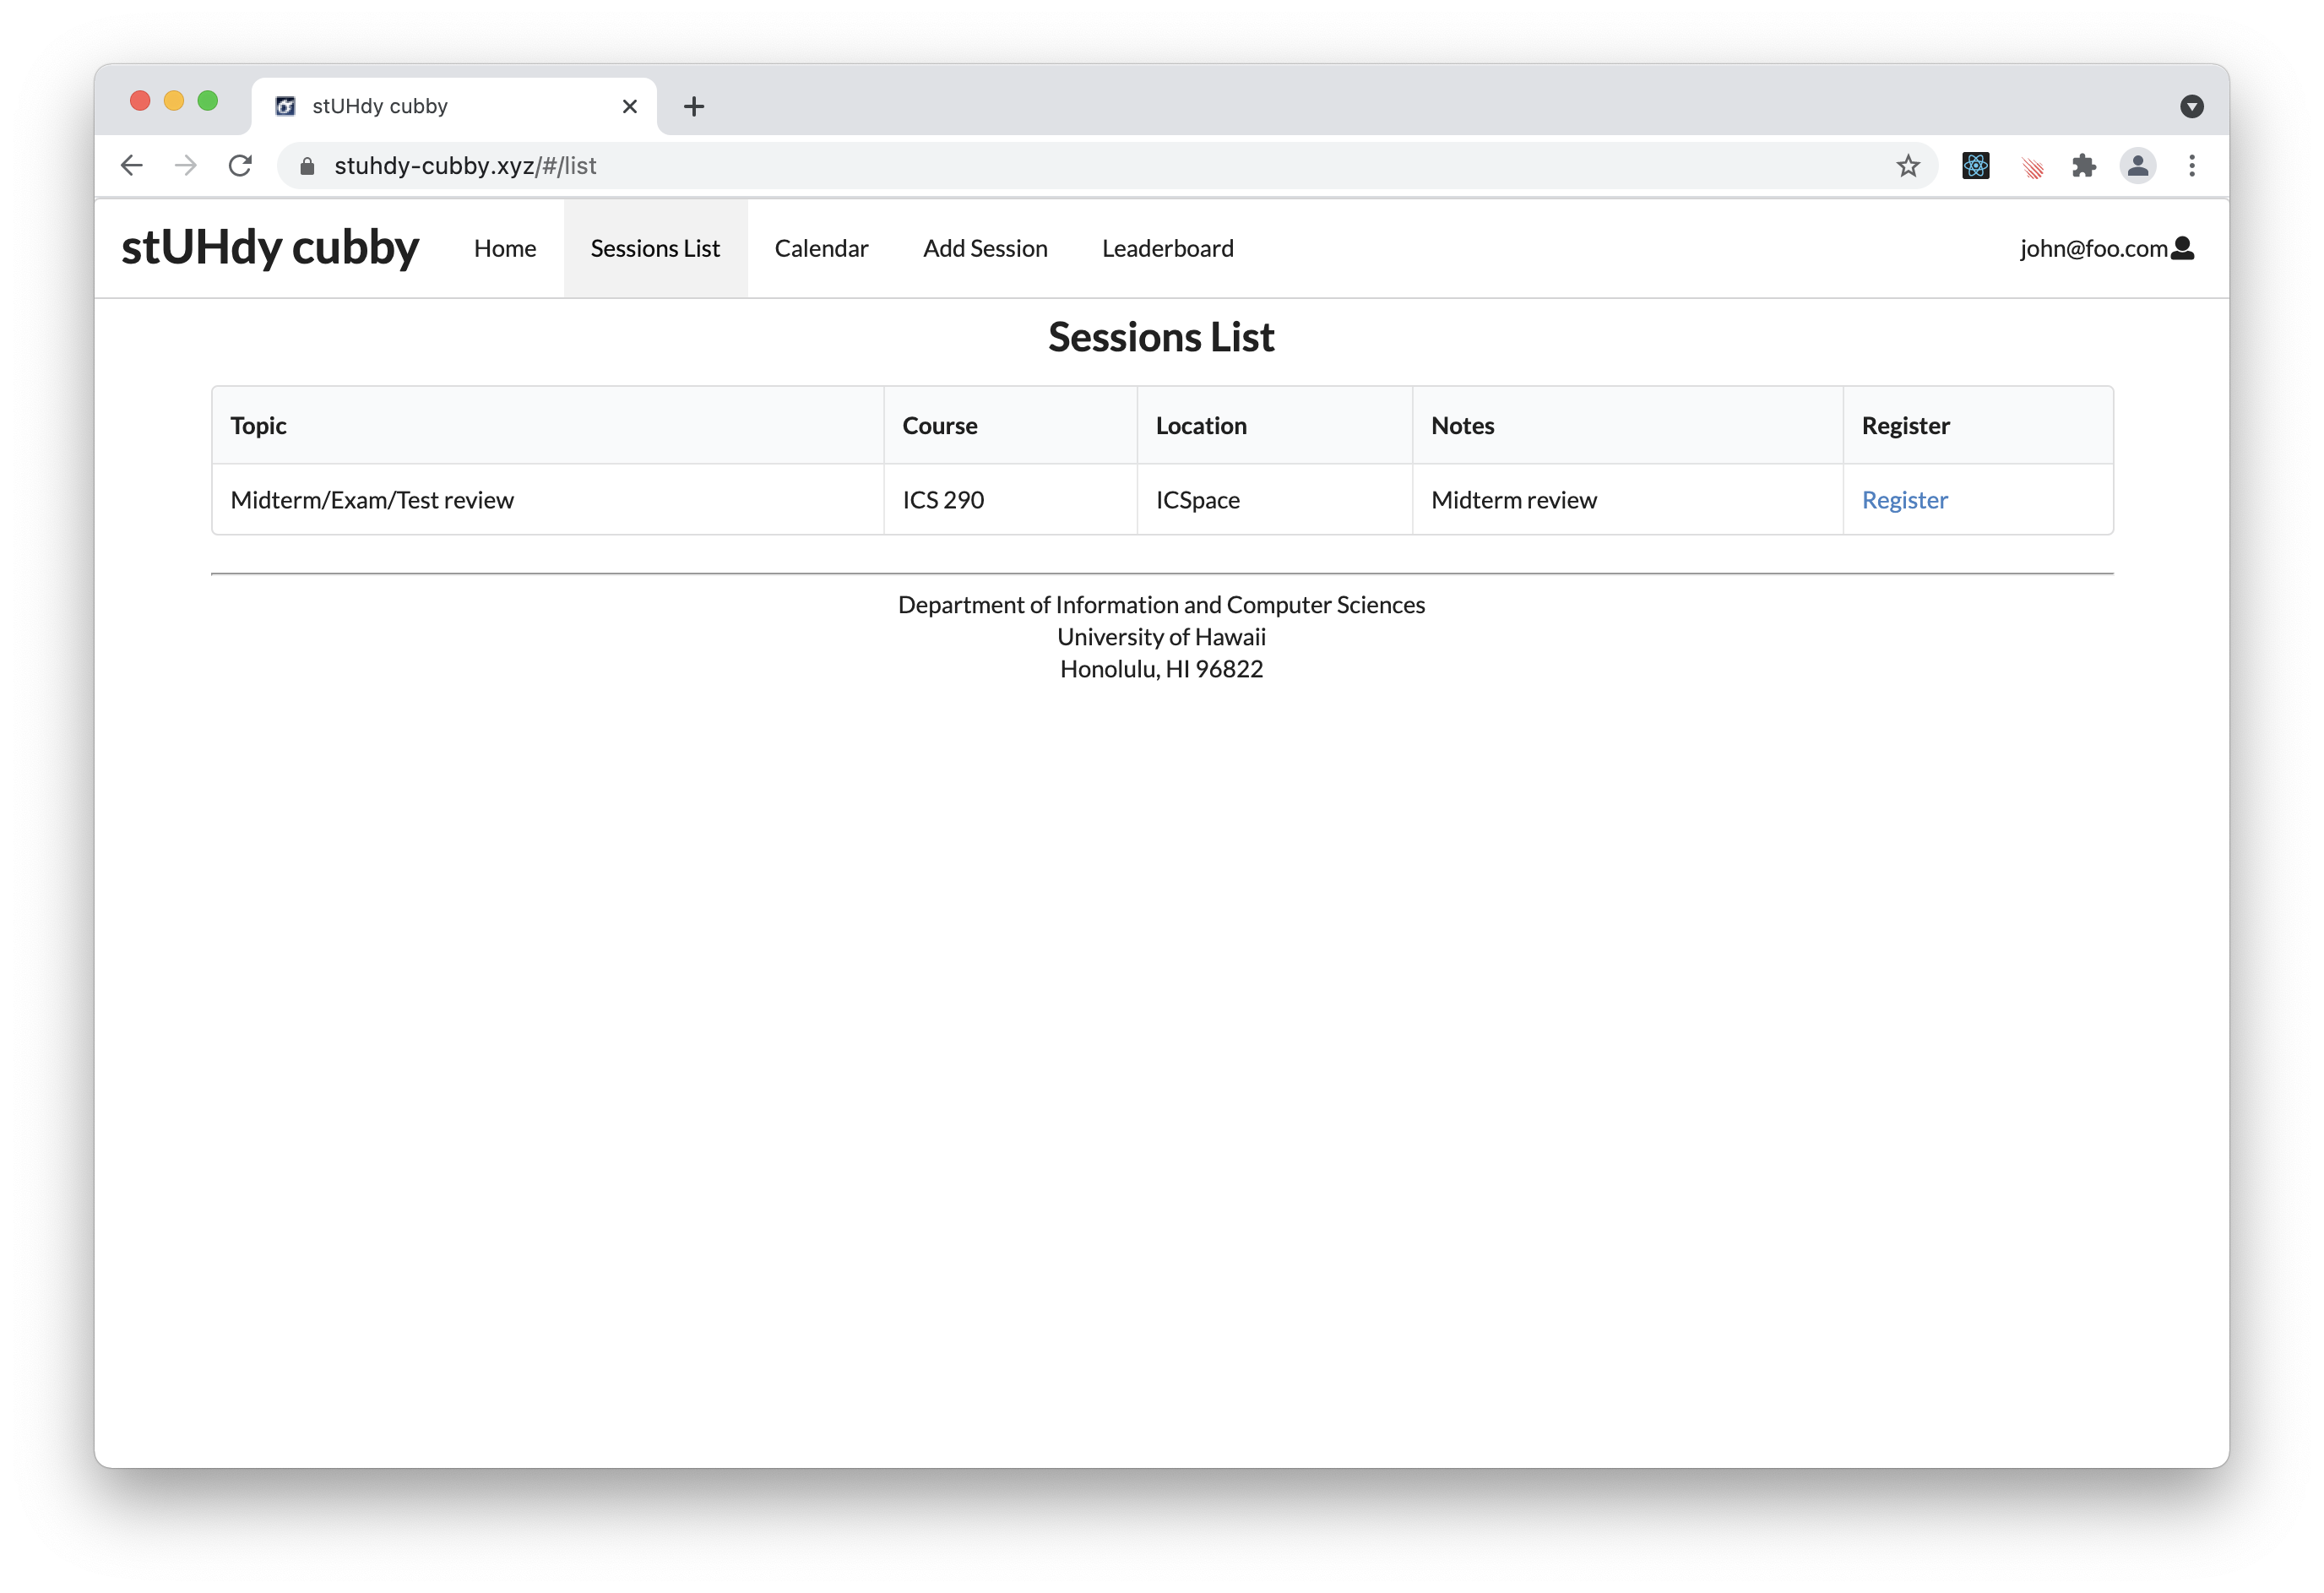 stUHdy cubby
stuhdy-cubby.xyz/#/list
stUHdy cubby Home Sessions List Calendar Add Session Leaderboard john@foo.com
Sessions List
Topic Course Location Notes Register
Midterm/Exam/Test review ICS 290 ICSpace Midterm review Register
Department of Information and Computer Sciences
University of Hawaii
Honolulu, HI 96822